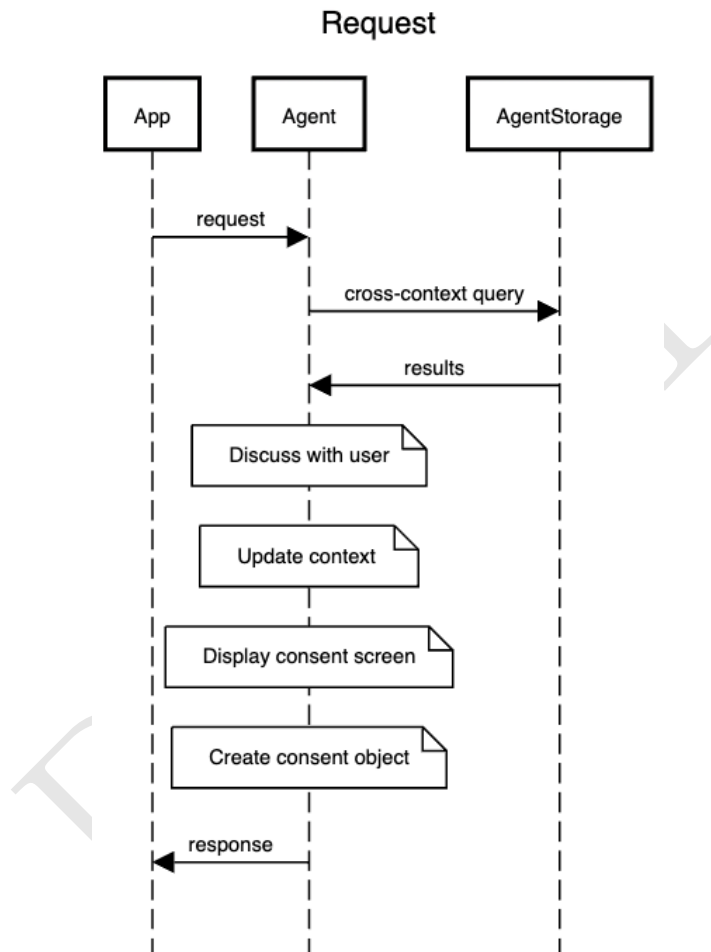 Request
App
Agent
AgentStorage
request
cross-context query
results
Discuss with user
Update context
Display consent screen
Create consent object
response